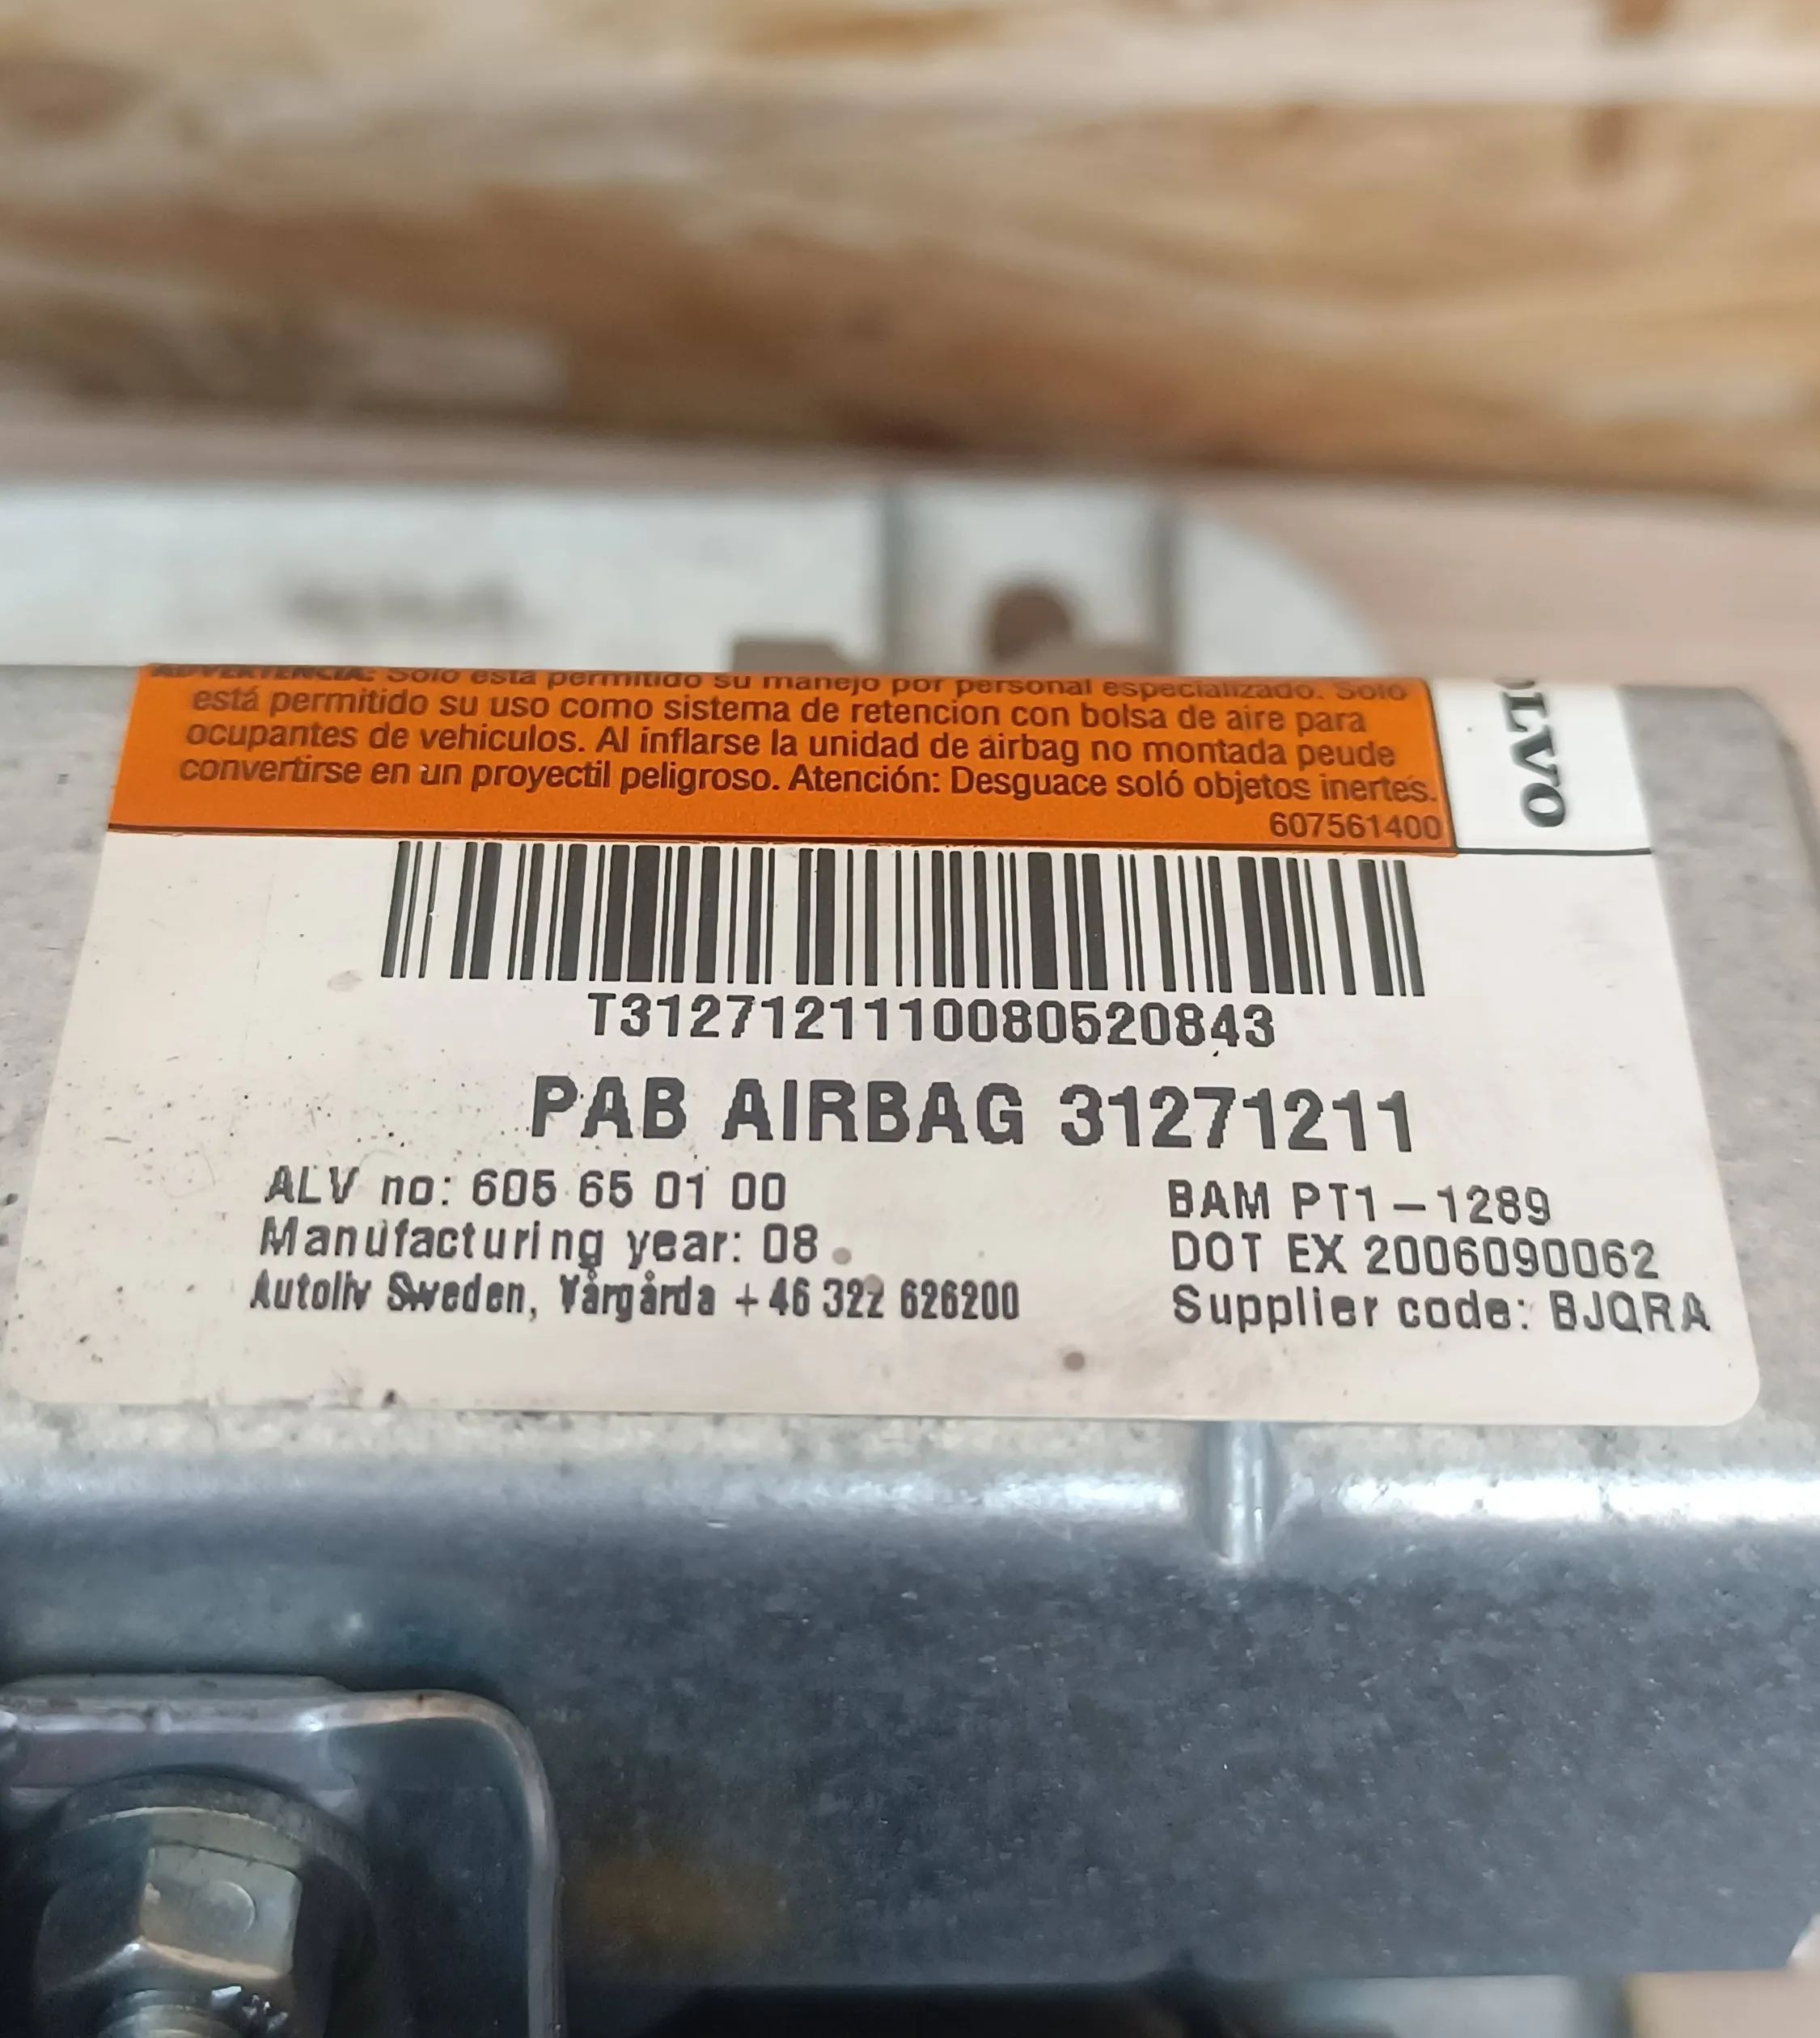 ADVERTENCIA: Solo esta permitido su manejo por personal especializado. Solo
está permitido su uso como sistema de retencion con bolsa de aire para
ocupantes de vehiculos. Al inflarse la unidad de airbag no montada peude
convertirse en un proyectil peligroso. Atención: Desguace soló objetos inertes.
607561400
OLVO
T3127121110080520843
PAB AIRBAG 31271211
ALV no: 605 65 01 00
Manufacturing year: 08
Autoliv Sweden, Vårgårda +46 322 626200
BAM PT1-1289
DOT EX 2006090062
Supplier code: BJQRA